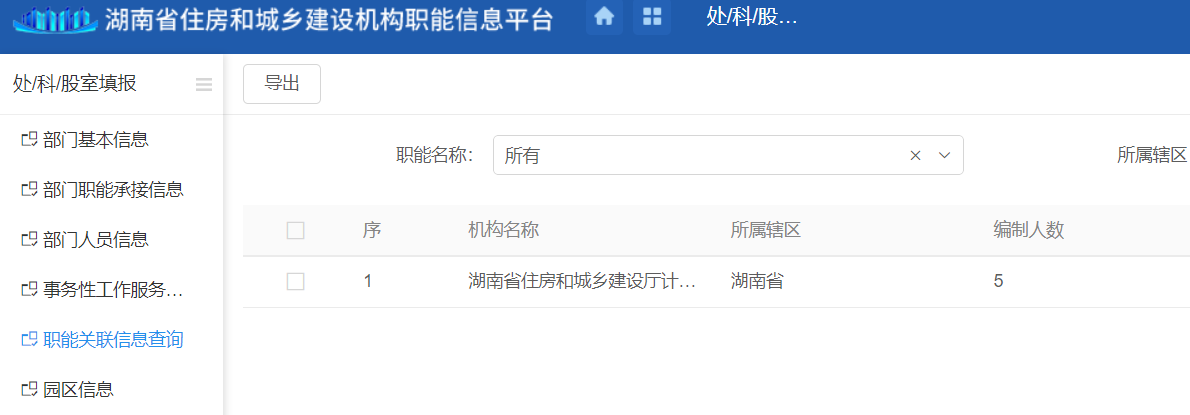 湖南省住房和城乡建设机构职能信息平台
处/科/股…
处/科/股室填报
导出
部门基本信息
部门职能承接信息
部门人员信息
事务性工作服务…
职能关联信息查询
园区信息
职能名称： 所有
所属辖区
序 机构名称 所属辖区 编制人数
1 湖南省住房和城乡建设厅计… 湖南省 5